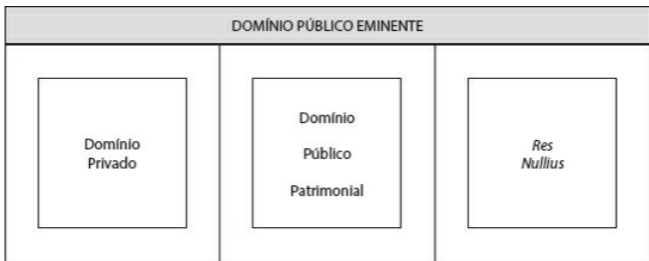 DOMÍNIO PÚBLICO EMINENTE
Domínio
Privado
Domínio
Público
Patrimonial
Res
Nullius